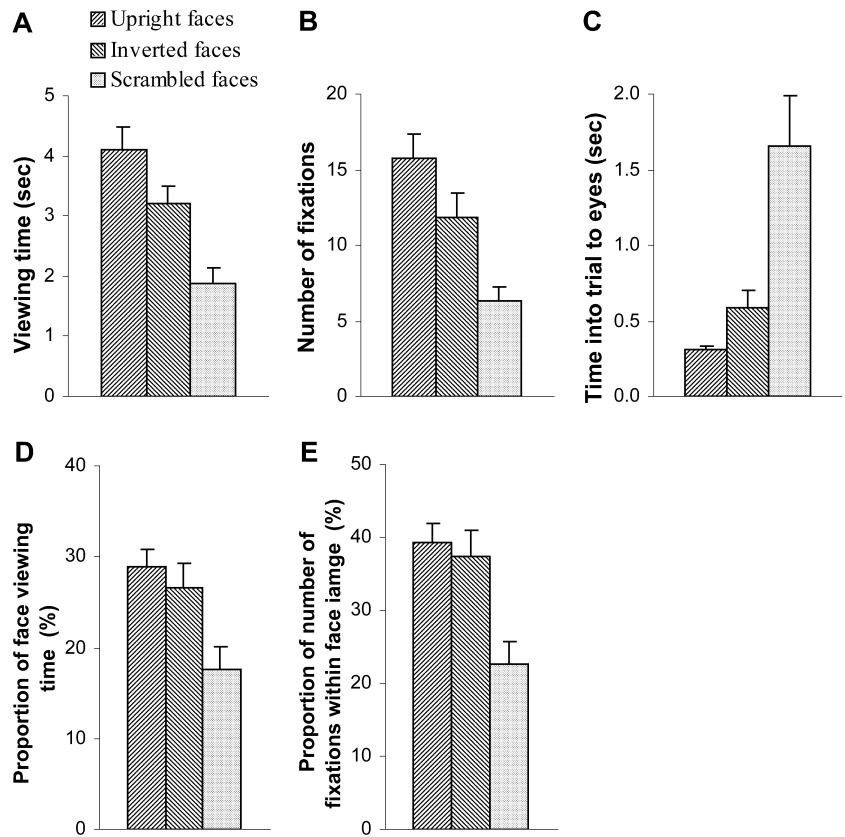 A
Upright faces
Inverted faces
Scrambled faces
Viewing time (sec)
5
4
3
2
1
0
B
Number of fixations
20
15
10
5
0
C
Time into trial to eyes (sec)
2.0
1.5
1.0
0.5
0.0
D
Proportion of face viewing
time (%)
40
30
20
10
0
E
Proportion of number of
fixations within face iamge (%)
50
40
30
20
10
0